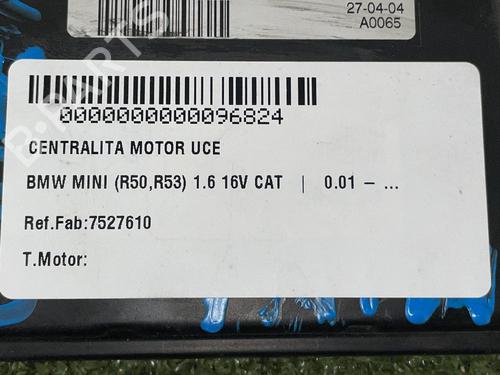 27-04-04
A0065
0000000000096824
CENTRALITA MOTOR UCE
BMW MINI (R50,R53) 1.6 16V CAT | 0.01 – ...
Ref.Fab:7527610
T.Motor:
B-PARTS